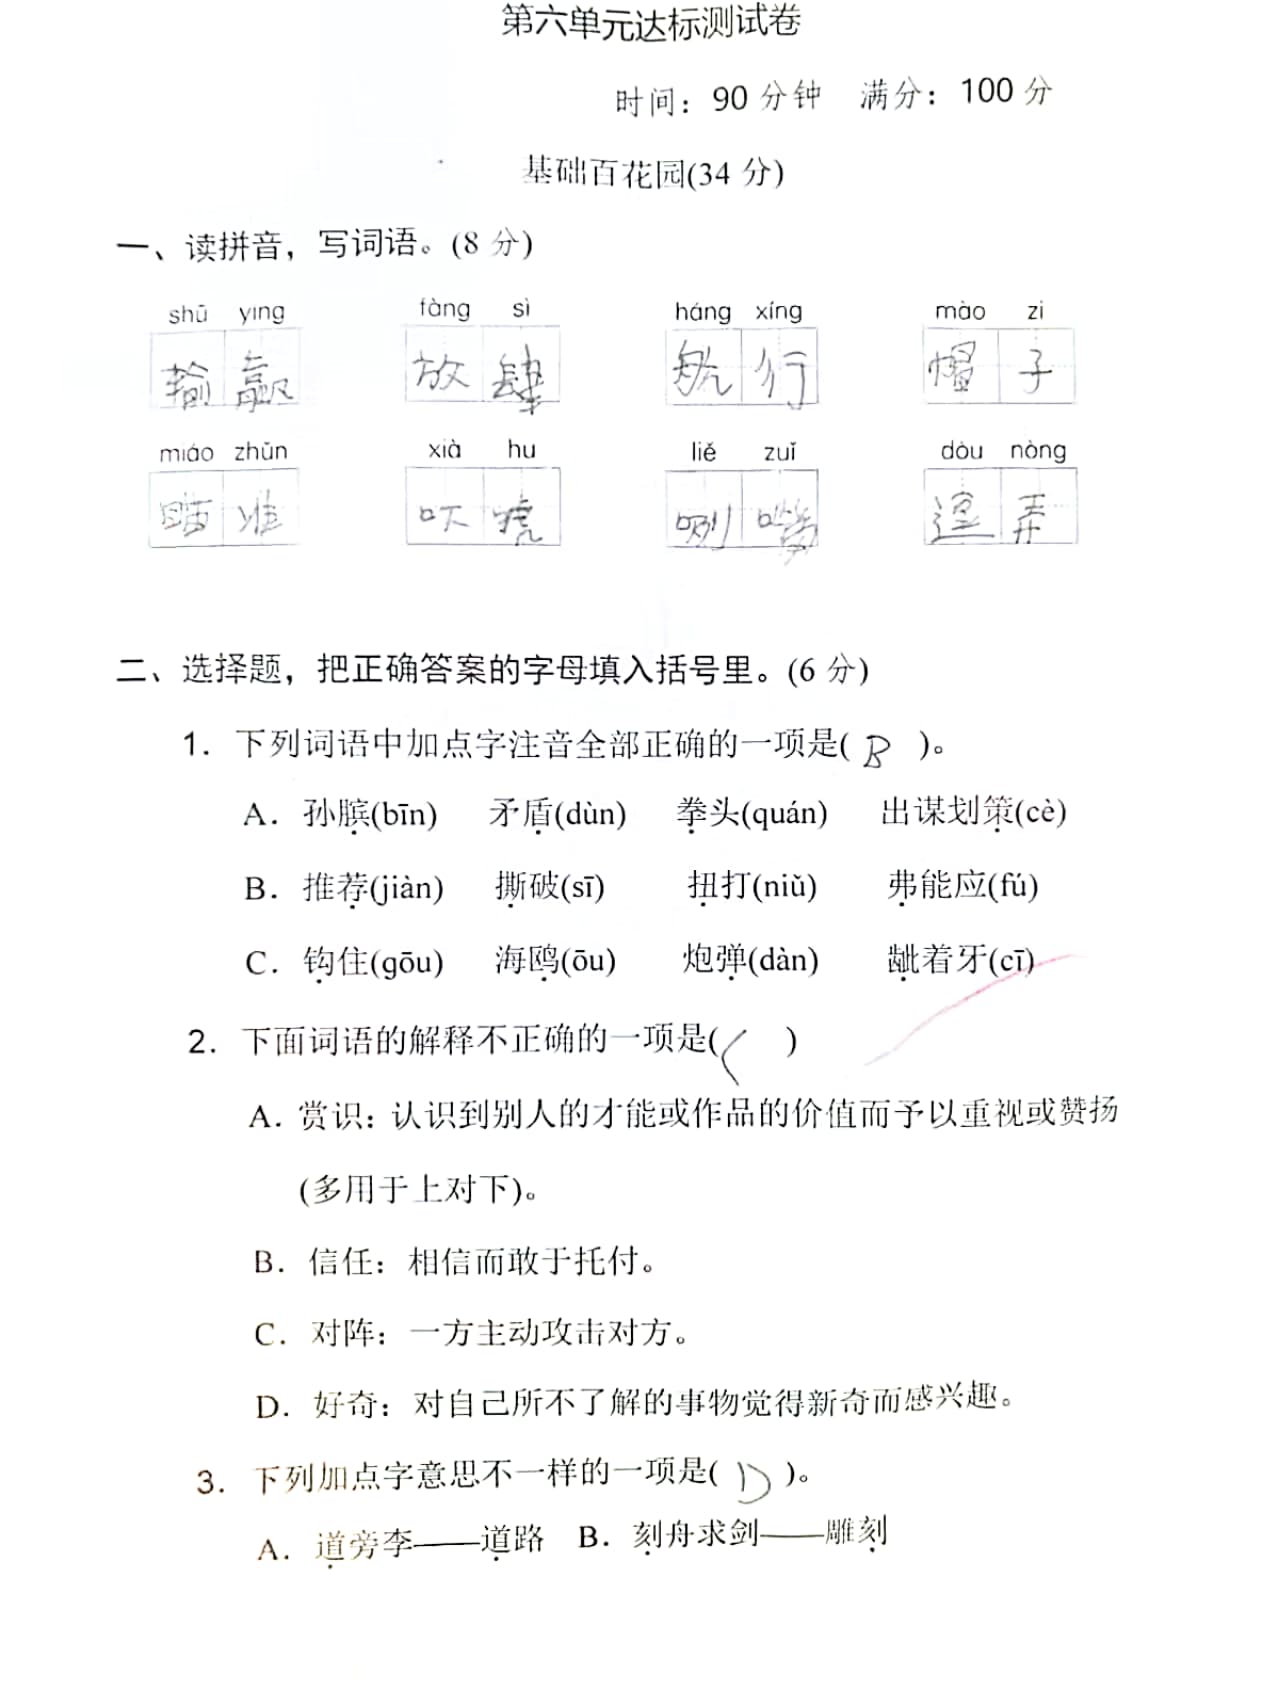 第六单元达标测试卷
时间：90 分钟 满分：100 分
基础百花园(34 分)
一、读拼音，写词语。(8 分)
shū yíng fàng sì háng xíng mào zi
输赢 放肆 航行 帽子
miáo zhǔn xià hu liě zuǐ dòu nòng
瞄准 吓唬 咧嘴 逗弄
二、选择题，把正确答案的字母填入括号里。(6 分)
1. 下列词语中加点字注音全部正确的一项是( B )。
A. 孙膑(bīn) 矛盾(dùn) 拳头(quán) 出谋划策(cè)
B. 推荐(jiàn) 撕破(sī) 扭打(niǔ) 弗能应(fú)
C. 钩住(gōu) 海鸥(ōu) 炮弹(dàn) 龇着牙(cī)
2. 下面词语的解释不正确的一项是( C )
A. 赏识：认识到别人的才能或作品的价值而予以重视或赞扬
(多用于上对下)。
B. 信任：相信而敢于托付。
C. 对阵：一方主动攻击对方。
D. 好奇：对自己所不了解的事物觉得新奇而感兴趣。
3. 下列加点字意思不一样的一项是( D )。
A. 道旁李——道路 B. 刻舟求剑——雕刻